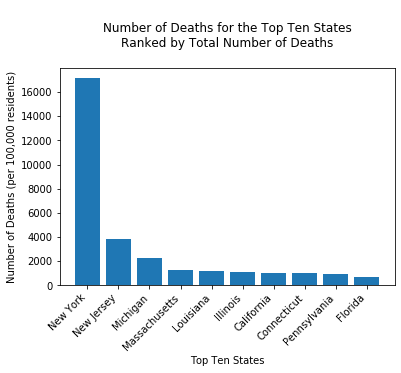 Number of Deaths for the Top Ten States
Ranked by Total Number of Deaths
Number of Deaths (per 100,000 residents)
16000
14000
12000
10000
8000
6000
4000
2000
0
New York
New Jersey
Michigan
Massachusetts
Louisiana
Illinois
California
Connecticut
Pennsylvania
Florida
Top Ten States